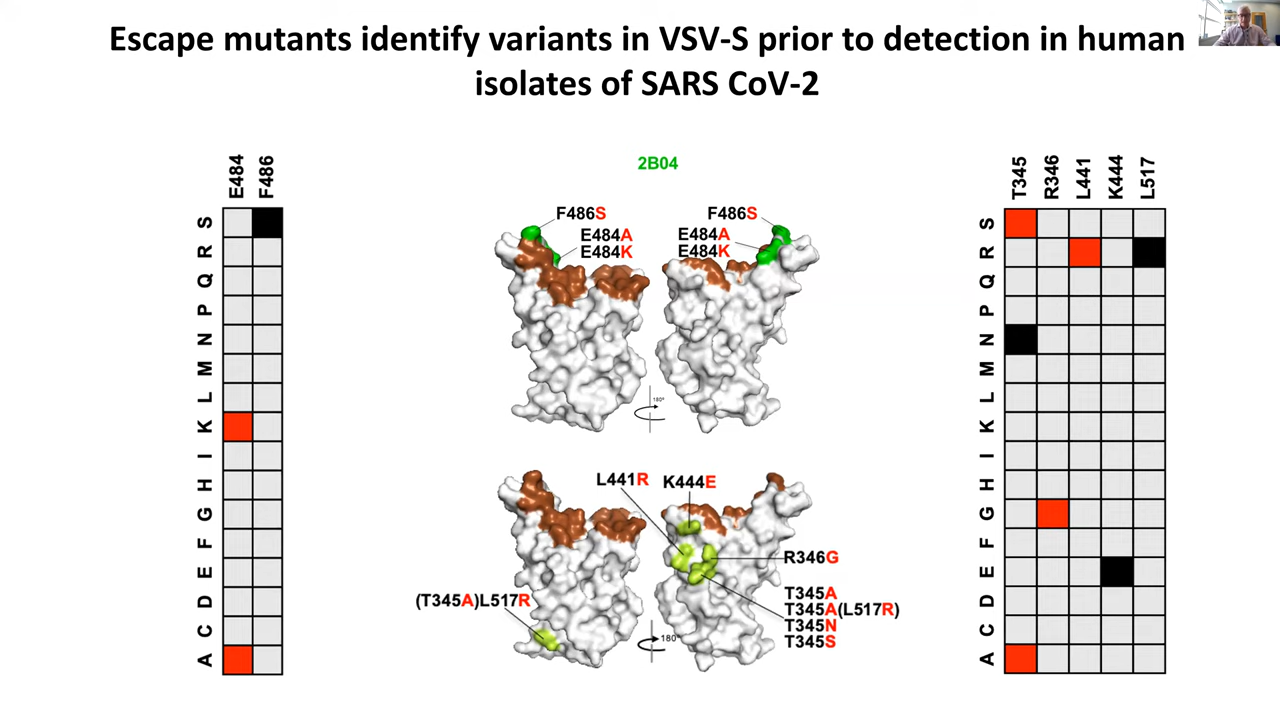 Escape mutants identify variants in VSV-S prior to detection in human
isolates of SARS CoV-2
E484
F486
S
R
Q
P
N
M
L
K
I
H
G
F
E
D
C
A
2B04
F486S
E484A
E484K
F486S
E484A
E484K
180°
L441R
K444E
R346G
T345A
T345A(L517R)
T345N
T345S
(T345A)L517R
180°
T345
R346
L441
K444
L517
S
R
Q
P
N
M
L
K
I
H
G
F
E
D
C
A